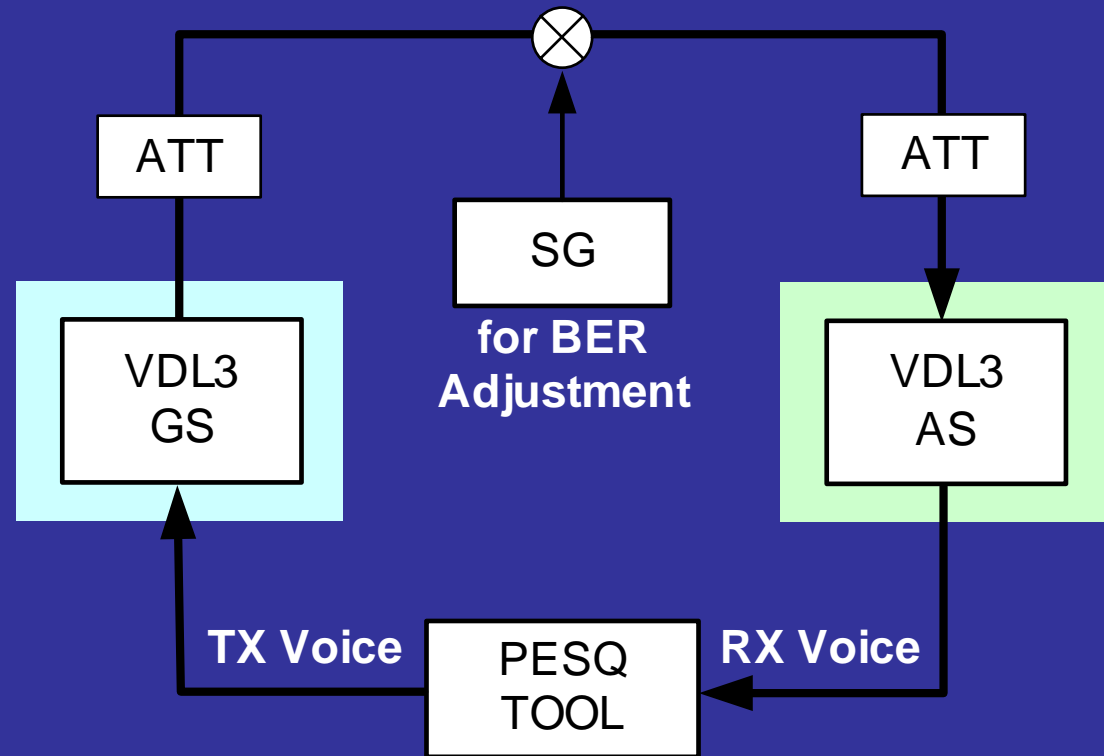 ATT
ATT
SG
for BER
Adjustment
VDL3
GS
VDL3
AS
TX Voice
RX Voice
PESQ
TOOL